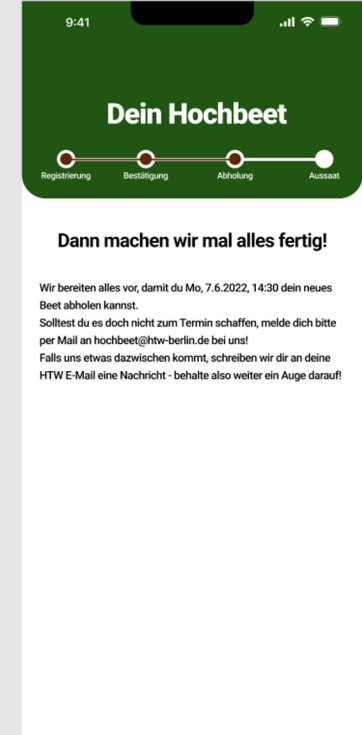 9:41
Dein Hochbeet
Registrierung Bestätigung Abholung Aussaat
Dann machen wir mal alles fertig!
Wir bereiten alles vor, damit du Mo, 7.6.2022, 14:30 dein neues
Beet abholen kannst.
Solltest du es doch nicht zum Termin schaffen, melde dich bitte
per Mail an hochbeet@htw-berlin.de bei uns!
Falls uns etwas dazwischen kommt, schreiben wir dir an deine
HTW E-Mail eine Nachricht - behalte also weiter ein Auge darauf!